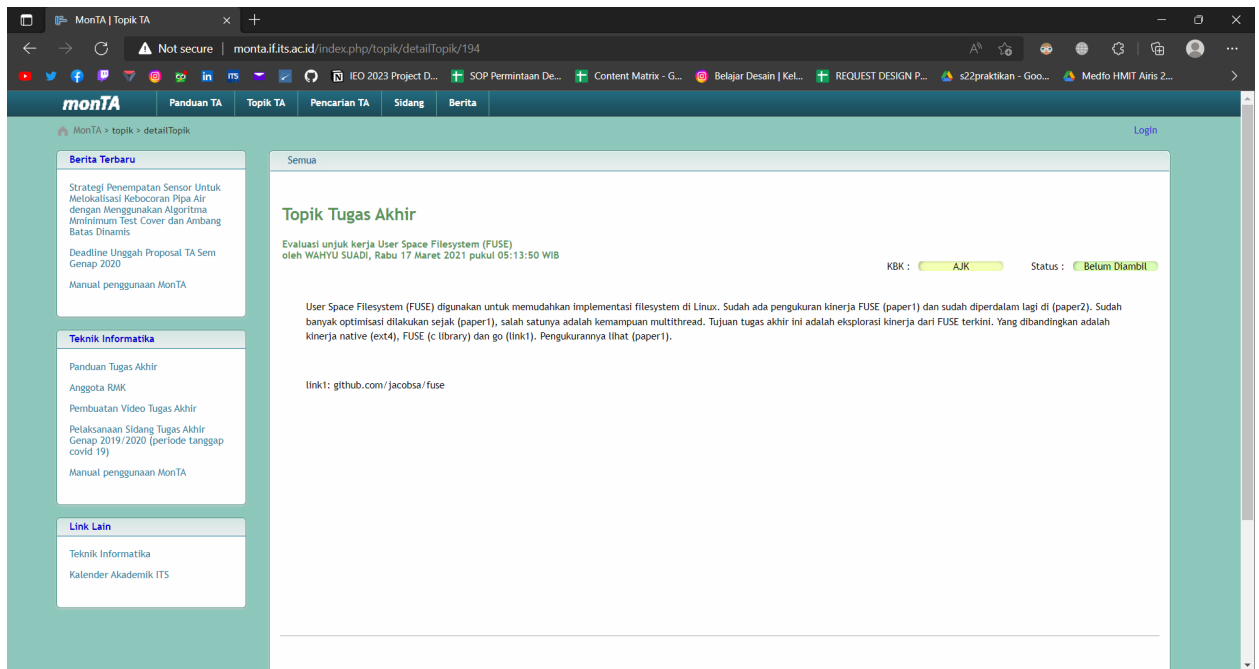 MonTA | Topik TA
Not secure | monta.if.its.ac.id/index.php/topik/detailTopik/194
IEO 2023 Project D... SOP Permintaan De... Content Matrix - G... Belajar Desain | Kel... REQUEST DESIGN P... s22praktikan - Goo... Medfo HMIT Airis 2...
monTA Panduan TA Topik TA Pencarian TA Sidang Berita
MonTA > topik > detailTopik Login
Berita Terbaru
Strategi Penempatan Sensor Untuk
Melokalisasi Kebocoran Pipa Air
dengan Menggunakan Algoritma
Mminimum Test Cover dan Ambang
Batas Dinamis
Deadline Unggah Proposal TA Sem
Genap 2020
Manual penggunaan MonTA
Teknik Informatika
Panduan Tugas Akhir
Anggota RMK
Pembuatan Video Tugas Akhir
Pelaksanaan Sidang Tugas Akhir
Genap 2019/2020 (periode tanggap
covid 19)
Manual penggunaan MonTA
Link Lain
Teknik Informatika
Kalender Akademik ITS
Semua
Topik Tugas Akhir
Evaluasi unjuk kerja User Space Filesystem (FUSE)
oleh WAHYU SUADI, Rabu 17 Maret 2021 pukul 05:13:50 WIB
KBK : AJK Status : Belum Diambil
User Space Filesystem (FUSE) digunakan untuk memudahkan implementasi filesystem di Linux. Sudah ada pengukuran kinerja FUSE (paper1) dan sudah diperdalam lagi di (paper2). Sudah
banyak optimisasi dilakukan sejak (paper1), salah satunya adalah kemampuan multithread. Tujuan tugas akhir ini adalah eksplorasi kinerja dari FUSE terkini. Yang dibandingkan adalah
kinerja native (ext4), FUSE (c library) dan go (link1). Pengukurannya lihat (paper1).
link1: github.com/jacobsa/fuse